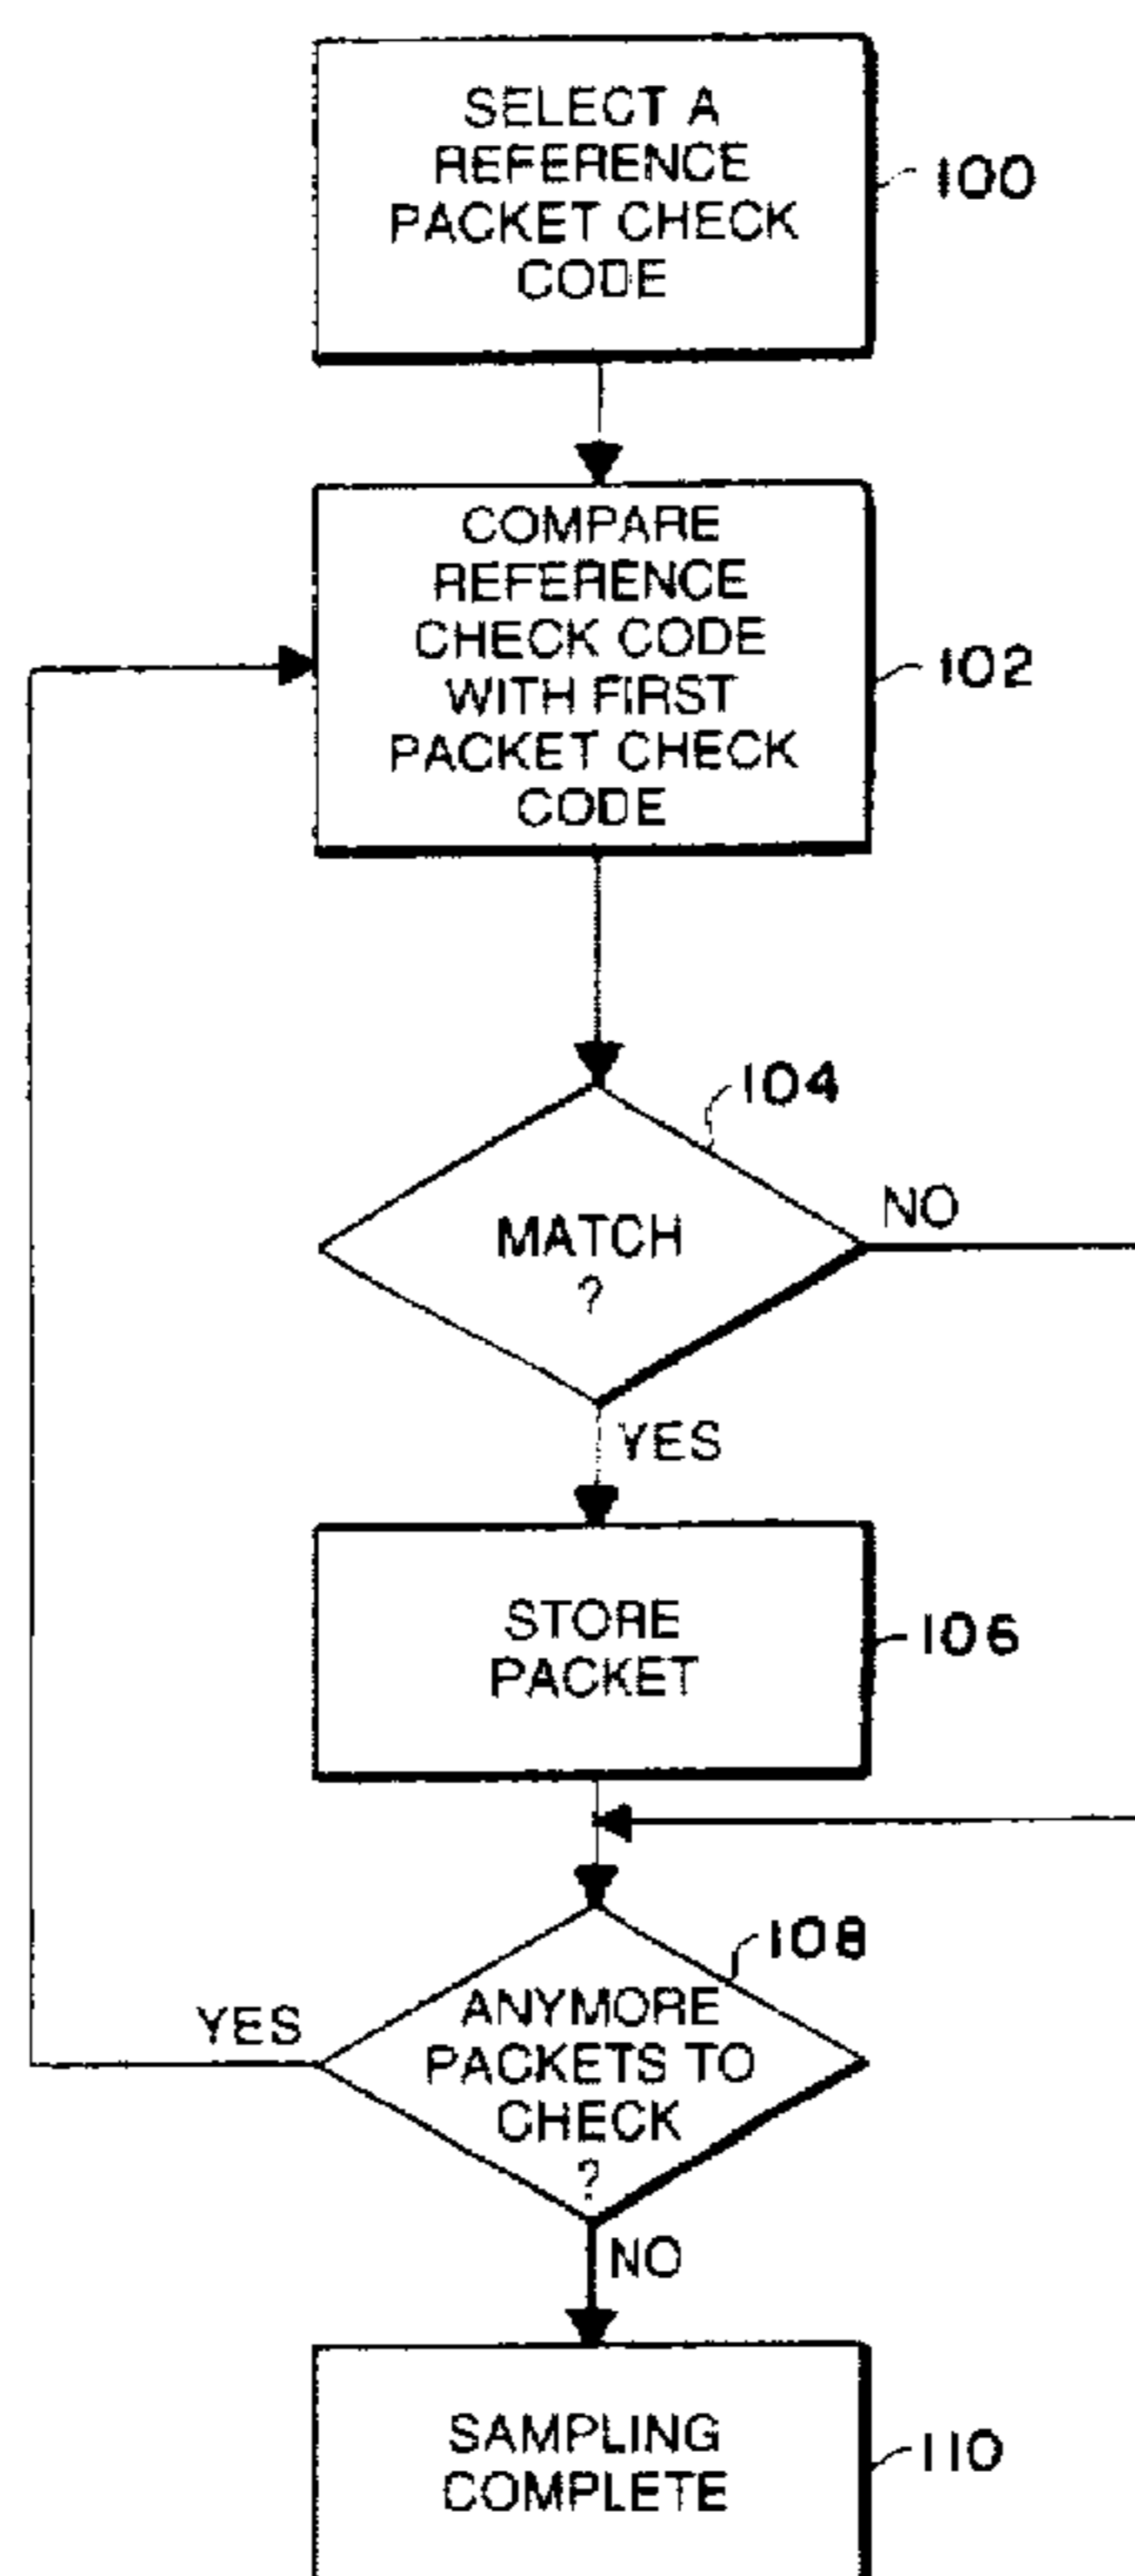 SELECT A
REFERENCE
PACKET CHECK
CODE
100
COMPARE
REFERENCE
CHECK CODE
WITH FIRST
PACKET CHECK
CODE
102
104
MATCH
?
NO
YES
STORE
PACKET
106
108
ANYMORE
PACKETS TO
CHECK
?
YES
NO
SAMPLING
COMPLETE
110